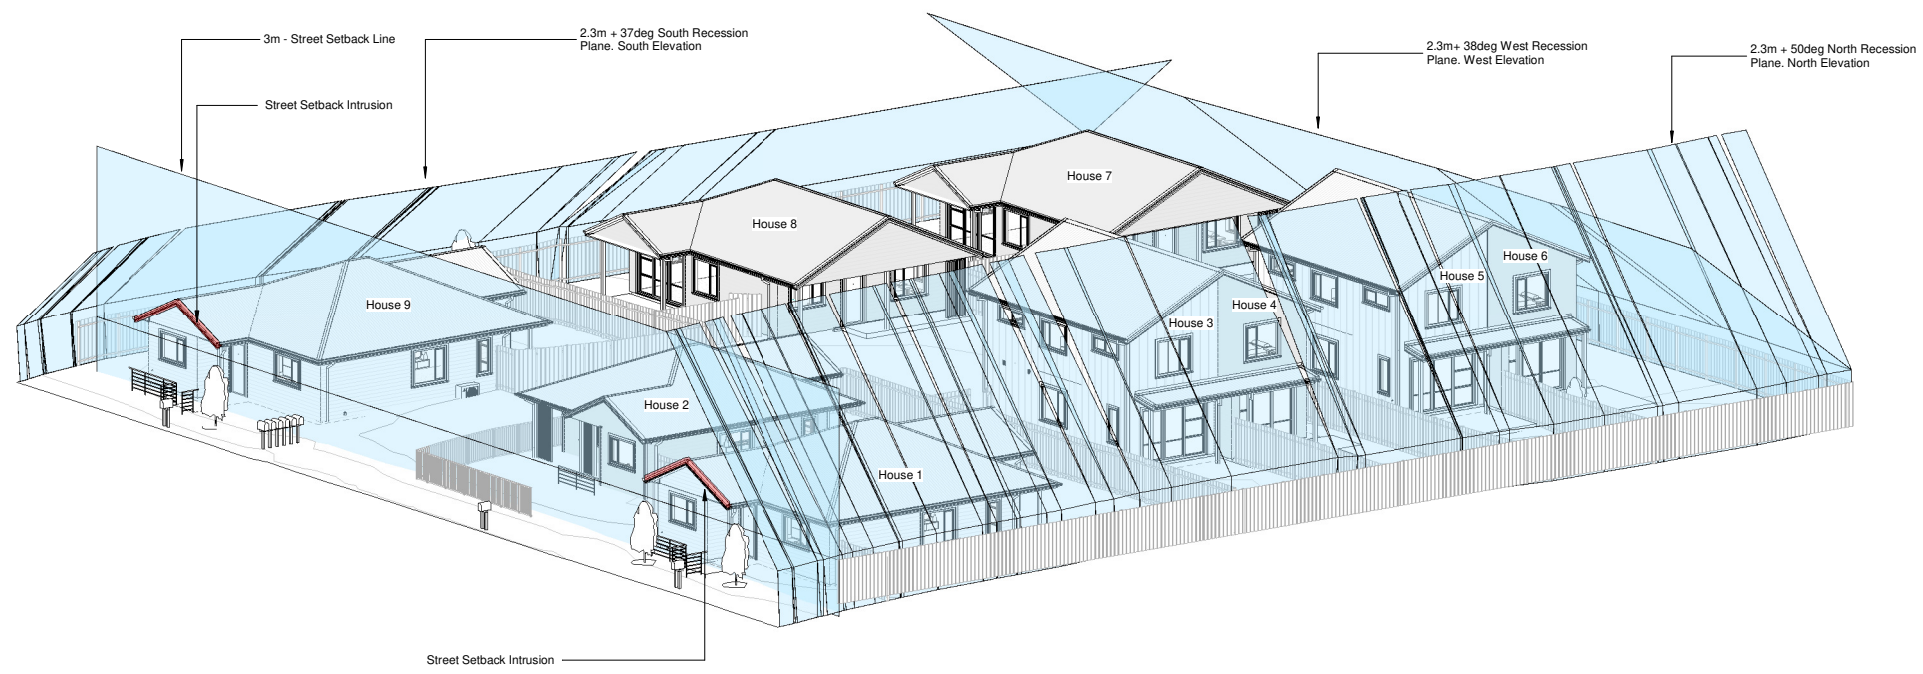 3m - Street Setback Line
2.3m + 37deg South Recession
Plane. South Elevation
2.3m+ 38deg West Recession
Plane. West Elevation
2.3m + 50deg North Recession
Plane. North Elevation
Street Setback Intrusion
House 7
House 8
House 6
House 5
House 9
House 4
House 3
House 2
House 1
Street Setback Intrusion